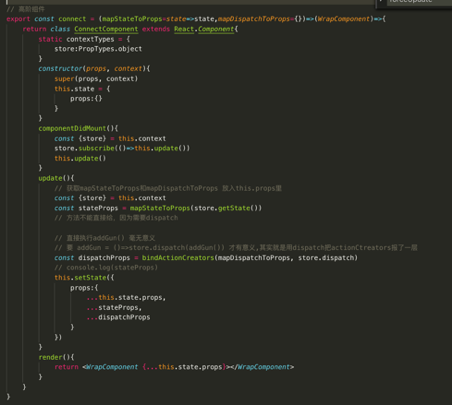 forceUpdate
// 高阶组件
export const connect = (mapStateToProps=state=>state,mapDispatchToProps={})=>(WrapComponent)=>{
return class ConnectComponent extends React.Component{
static contextTypes = {
store:PropTypes.object
}
constructor(props, context){
super(props, context)
this.state = {
props:{}
}
}
componentDidMount(){
const {store} = this.context
store.subscribe(()=>this.update())
this.update()
}
update(){
// 获取mapStateToProps和mapDispatchToProps 放入this.props里
const {store} = this.context
const stateProps = mapStateToProps(store.getState())
// 方法不能直接给，因为需要dispatch
// 直接执行addGun() 毫无意义
// 要 addGun = ()=>store.dispatch(addGun()) 才有意义,其实就是用dispatch把actionCtreators包了一层
const dispatchProps = bindActionCreators(mapDispatchToProps, store.dispatch)
// console.log(stateProps)
this.setState({
props:{
...this.state.props,
...stateProps,
...dispatchProps
}
})
}
render(){
return <WrapComponent {...this.state.props}></WrapComponent>
}
}
}